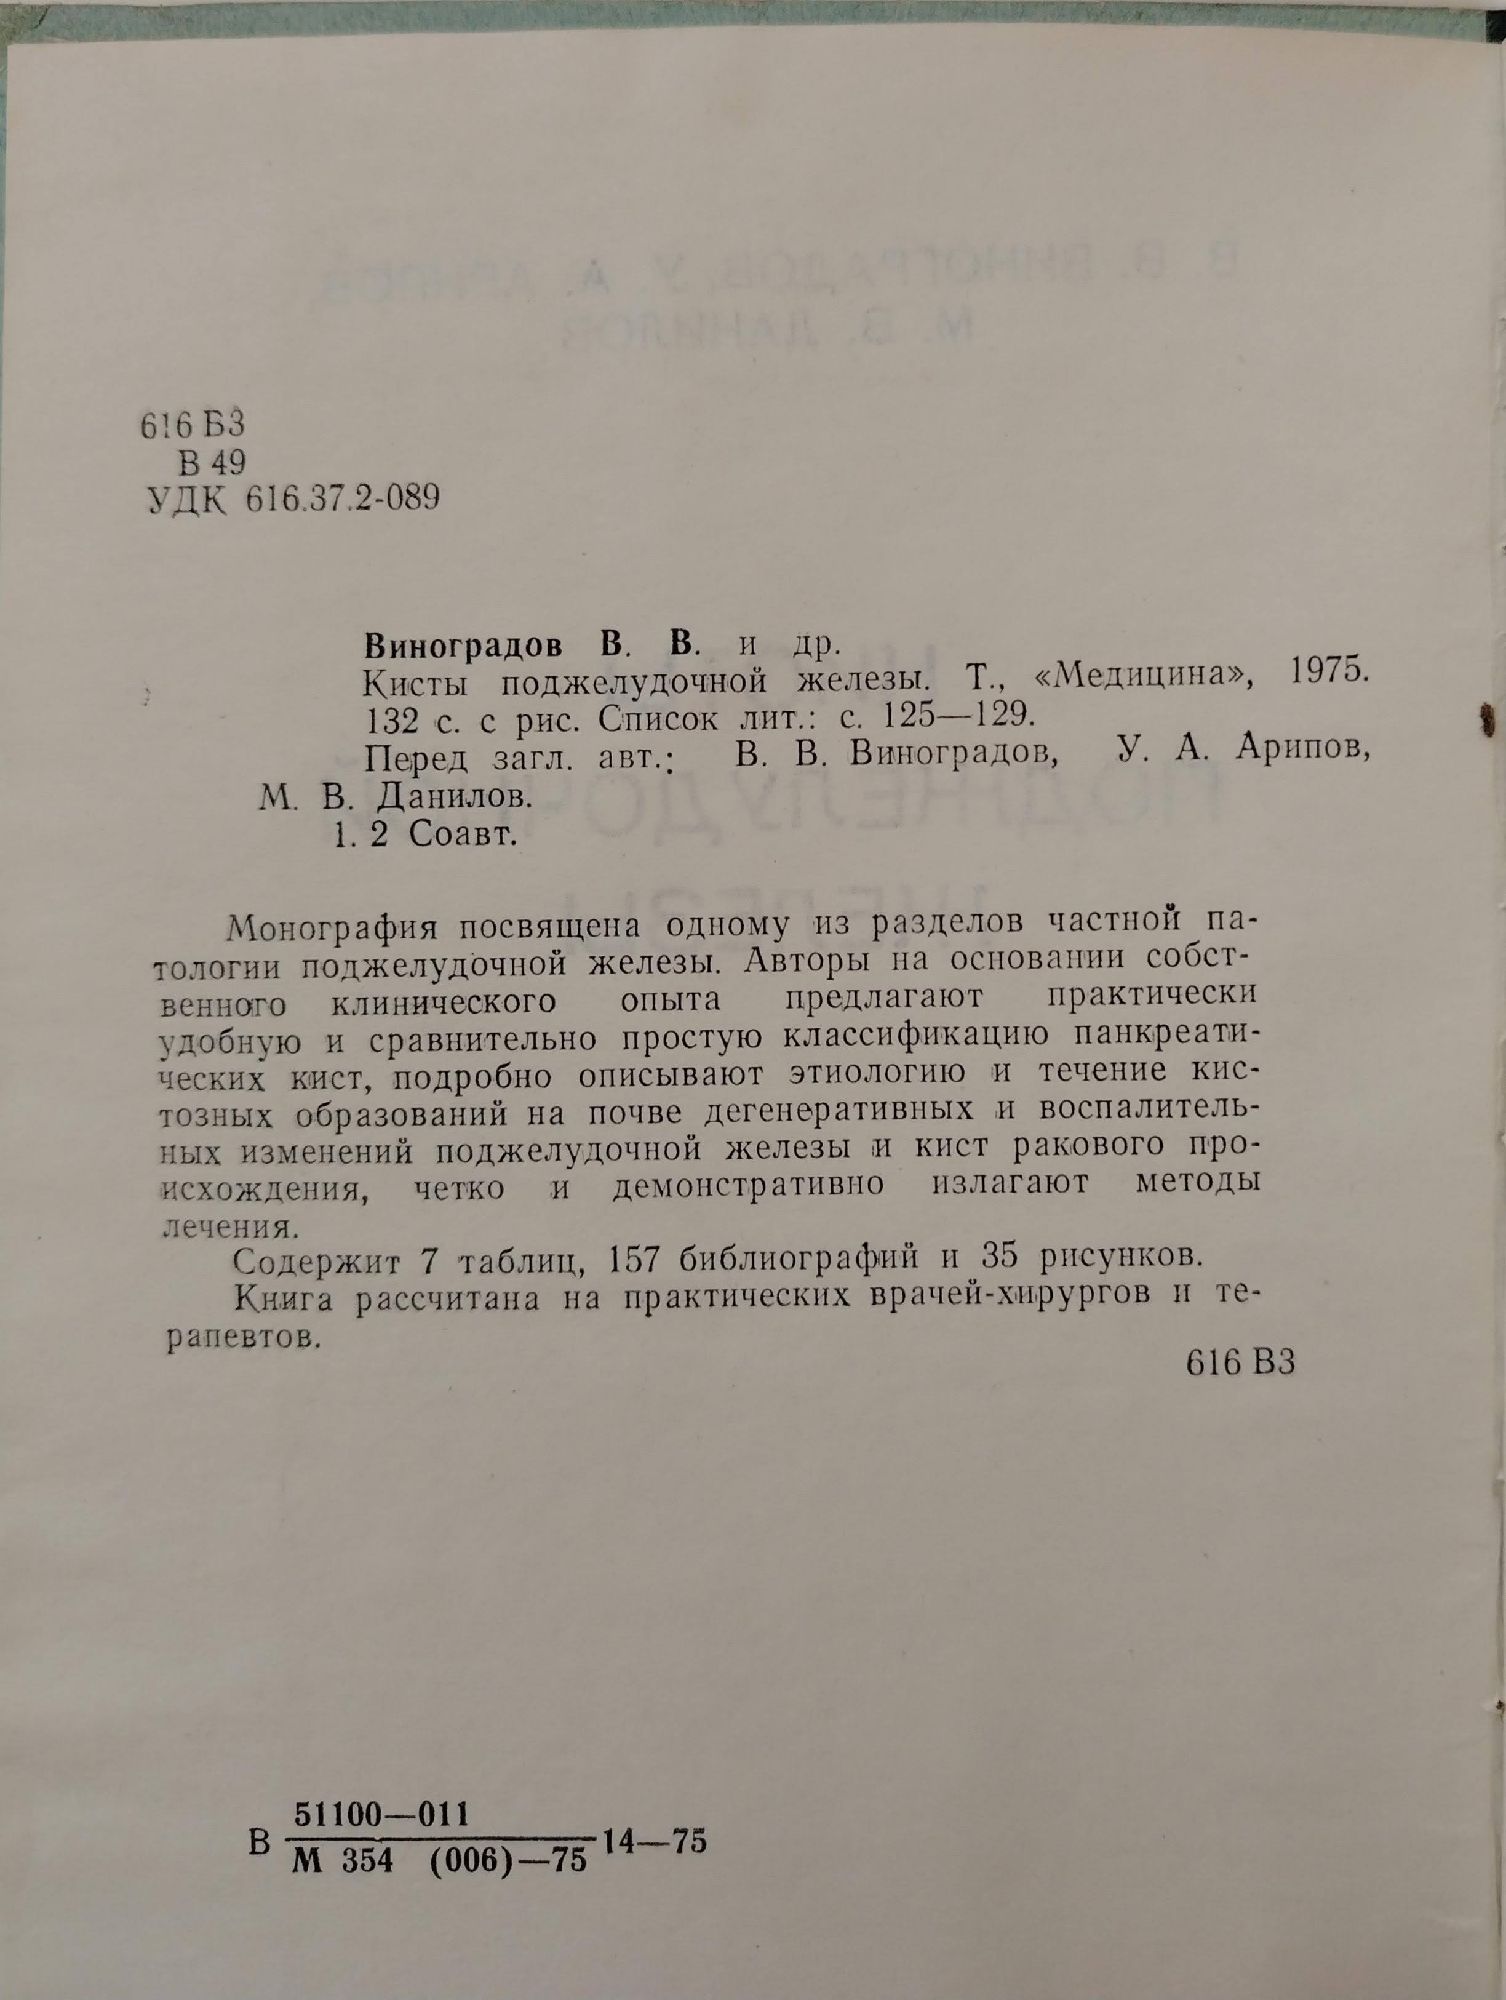 616 Б3
В 49
УДК 616.37.2-089
Виноградов В. В. и др.
Кисты поджелудочной железы. Т., «Медицина», 1975.
132 с. с рис. Список лит.: с. 125—129.
Перед загл. авт.: В. В. Виноградов, У. А. Арипов,
М. В. Данилов.
1. 2 Соавт.
Монография посвящена одному из разделов частной па-
тологии поджелудочной железы. Авторы на основании собст-
венного клинического опыта предлагают практически
удобную и сравнительно простую классификацию панкреати-
ческих кист, подробно описывают этиологию и течение кис-
тозных образований на почве дегенеративных и воспалитель-
ных изменений поджелудочной железы и кист ракового про-
исхождения, четко и демонстративно излагают методы
лечения.
Содержит 7 таблиц, 157 библиографий и 35 рисунков.
Книга рассчитана на практических врачей-хирургов и те-
рапевтов.
616 В3
51100—011
В 14—75
М 354 (006)—75